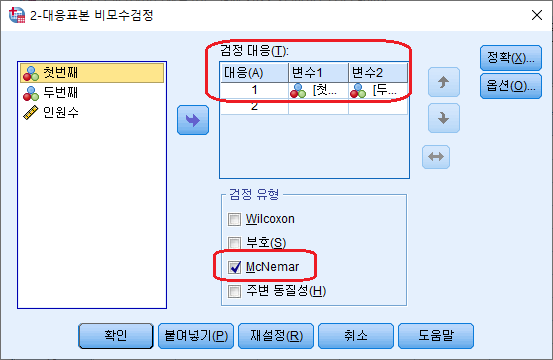 2-대응표본 비모수검정
첫번째
두번째
인원수
검정 대응(T):
대응(A) 변수1 변수2
1 [첫... [두...
2
정확(X)...
옵션(O)...
검정 유형
Wilcoxon
부호(S)
McNemar
주변 동질성(H)
확인 붙여넣기(P) 재설정(R) 취소 도움말